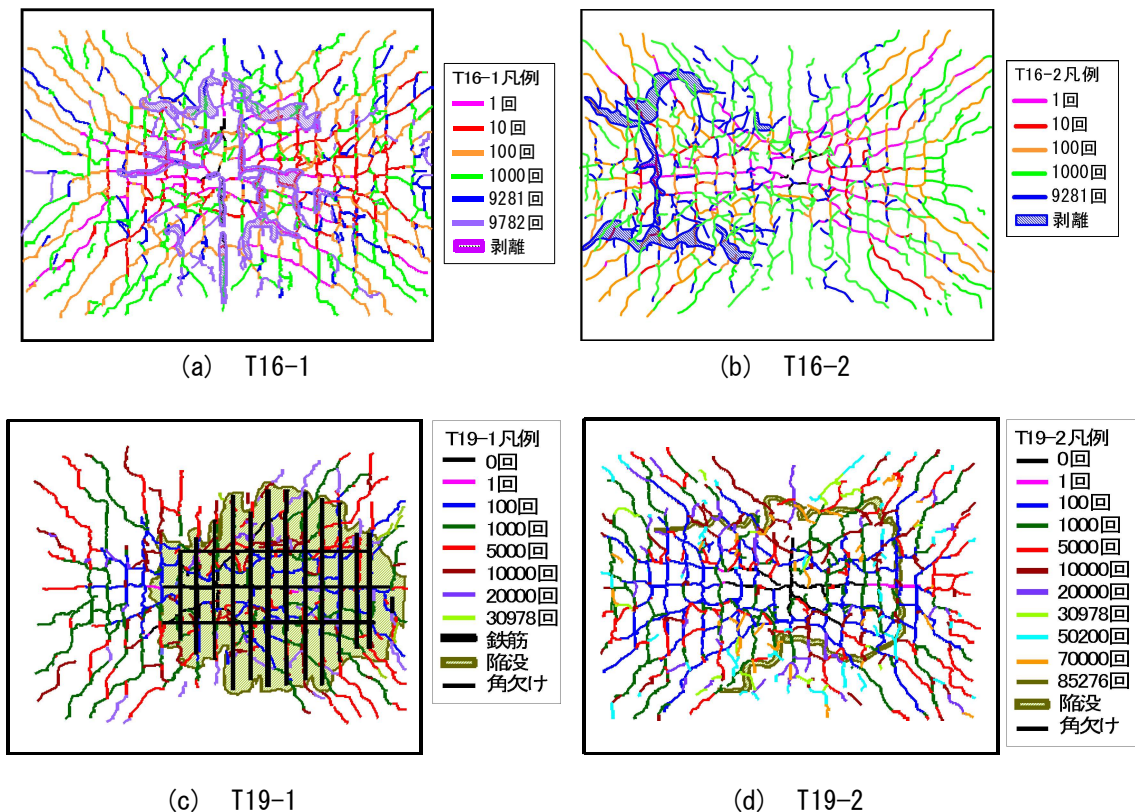 T16-1凡例
1回
10回
100回
1000回
9281回
9782回
剥離
(a) T16-1
T16-2凡例
1回
10回
100回
1000回
9281回
剥離
(b) T16-2
T19-1凡例
0回
1回
100回
1000回
5000回
10000回
20000回
30978回
鉄筋
陥没
角欠け
(c) T19-1
T19-2凡例
0回
1回
100回
1000回
5000回
10000回
20000回
30978回
50200回
70000回
85276回
陥没
角欠け
(d) T19-2